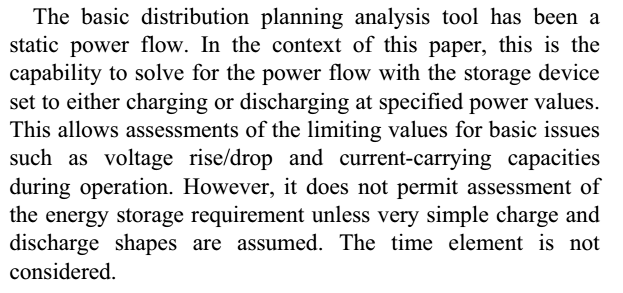 The basic distribution planning analysis tool has been a
static power flow. In the context of this paper, this is the
capability to solve for the power flow with the storage device
set to either charging or discharging at specified power values.
This allows assessments of the limiting values for basic issues
such as voltage rise/drop and current-carrying capacities
during operation. However, it does not permit assessment of
the energy storage requirement unless very simple charge and
discharge shapes are assumed. The time element is not
considered.